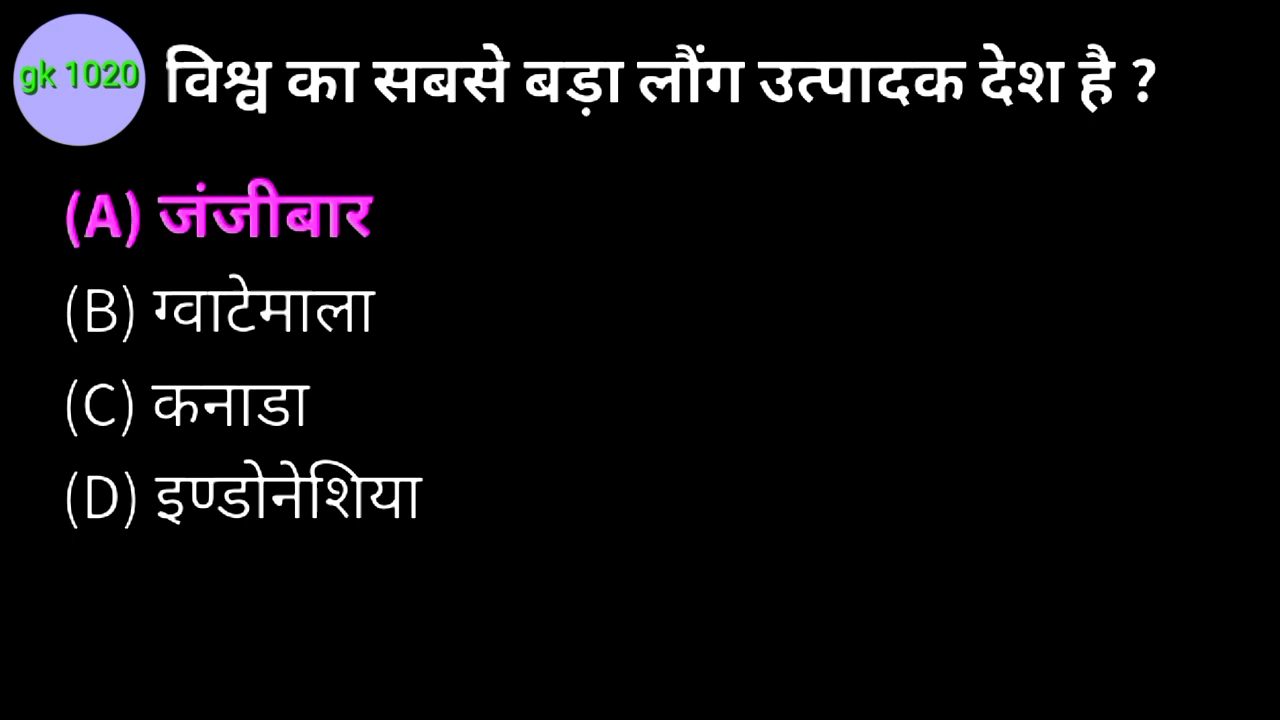 gk 1020
विश्व का सबसे बड़ा लौंग उत्पादक देश है ?
(A) जंजीबार
(B) ग्वाटेमाला
(C) कनाडा
(D) इण्डोनेशिया